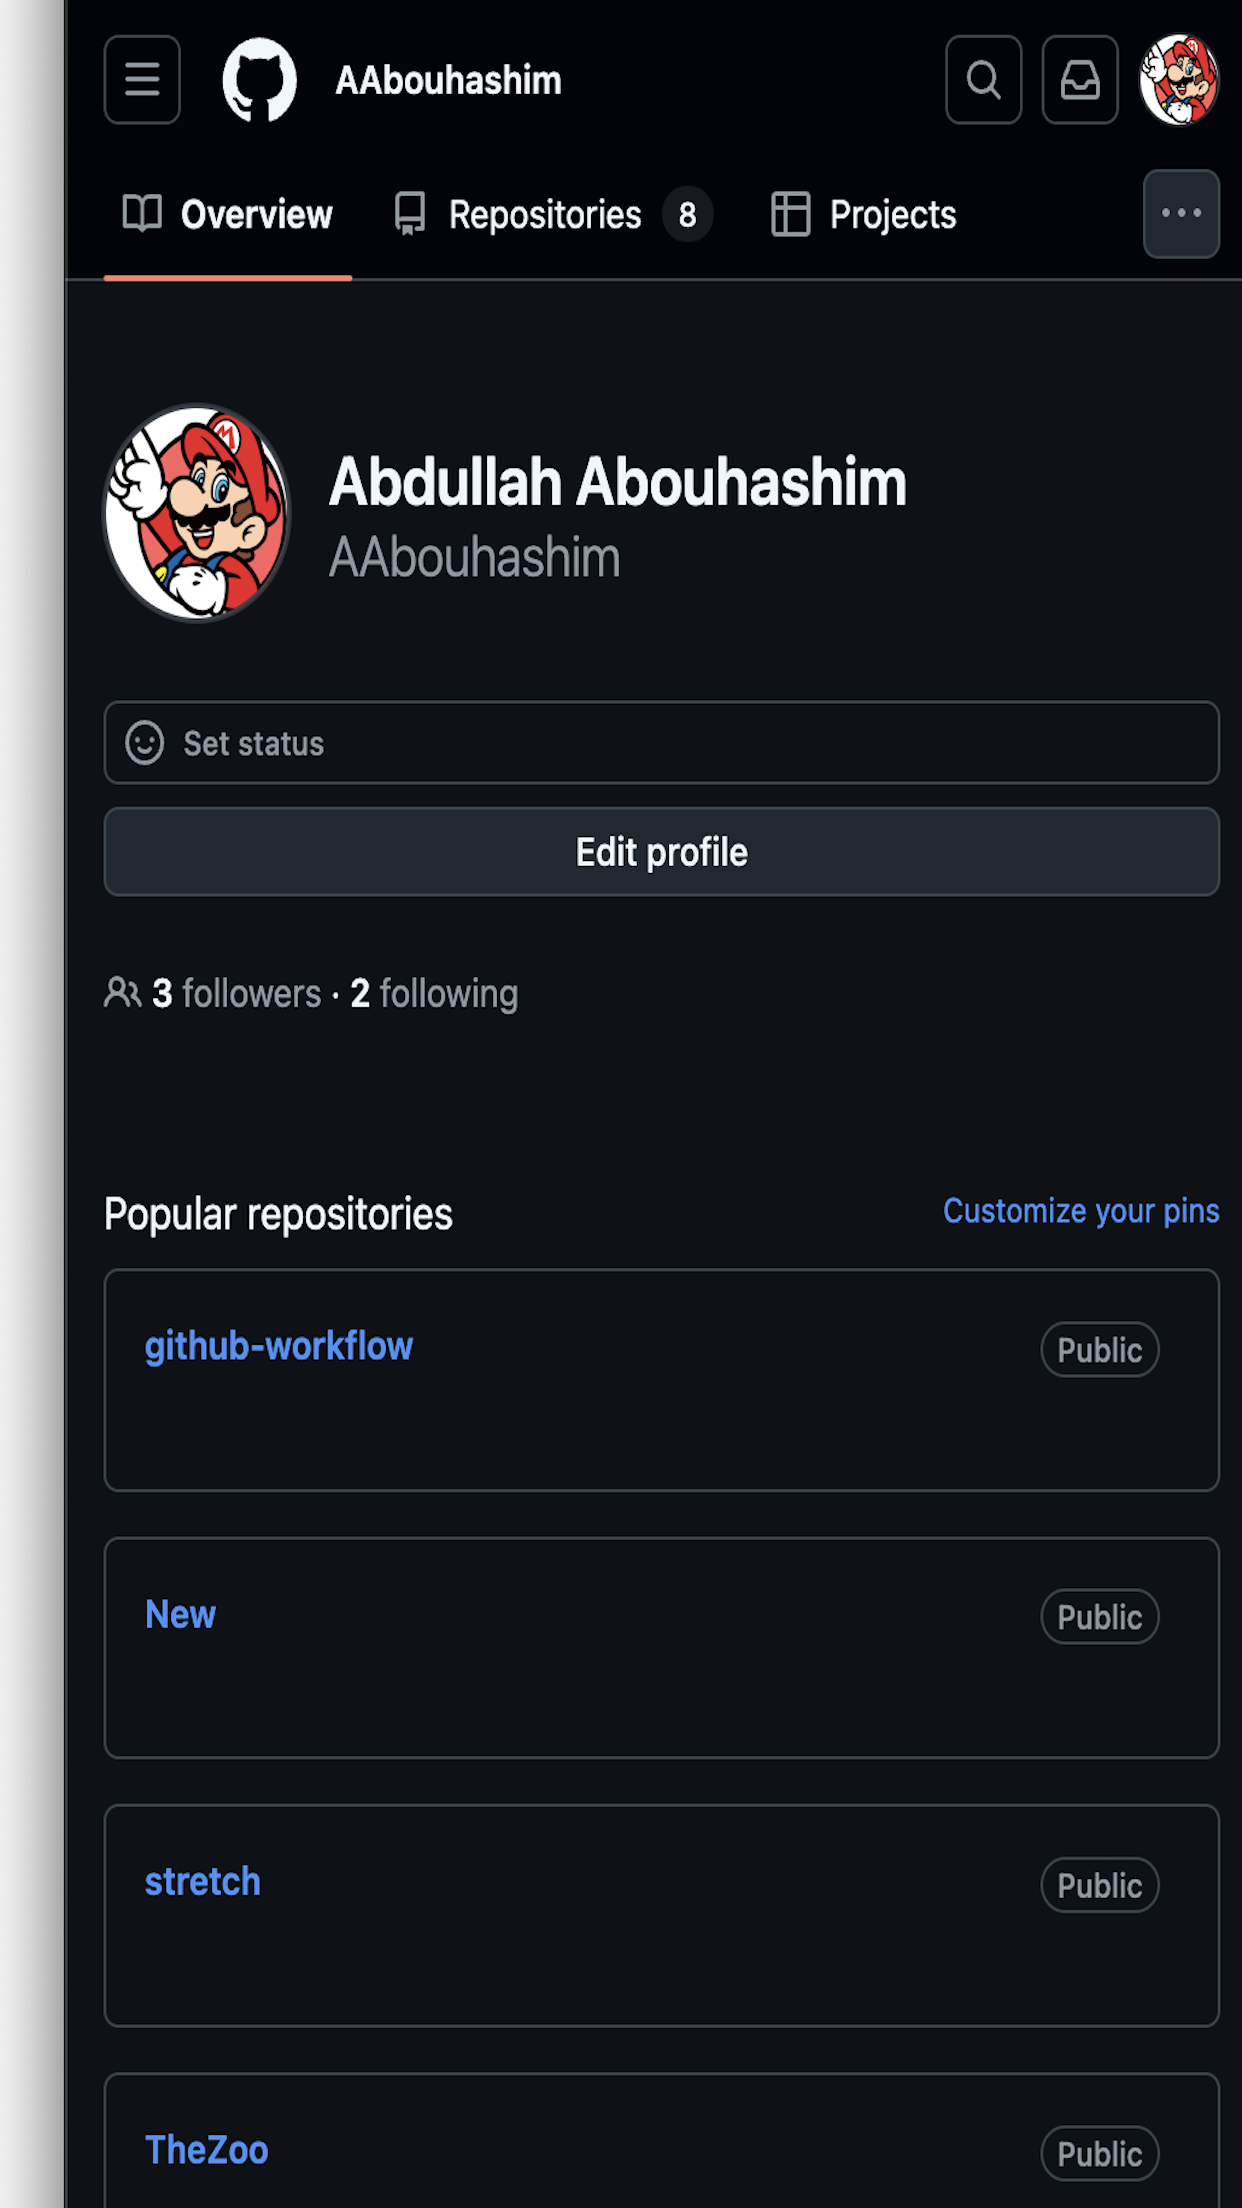 AAbouhashim
Overview Repositories 8 Projects
Abdullah Abouhashim
AAbouhashim
Set status
Edit profile
3 followers · 2 following
Popular repositories Customize your pins
github-workflow Public
New Public
stretch Public
TheZoo Public